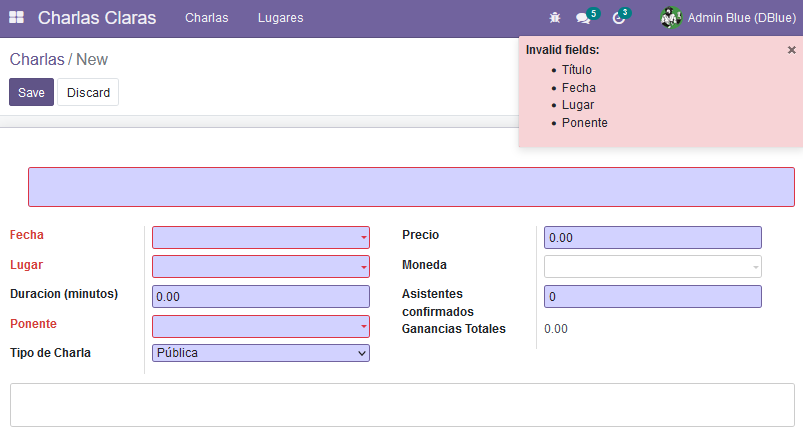 Charlas Claras Charlas Lugares 5 3 Admin Blue (DBlue)
Charlas / New
Save Discard
Invalid fields: ×
• Título
• Fecha
• Lugar
• Ponente
Fecha
Lugar
Duracion (minutos) 0.00
Ponente
Tipo de Charla Pública
Precio 0.00
Moneda
Asistentes
confirmados 0
Ganancias Totales 0.00